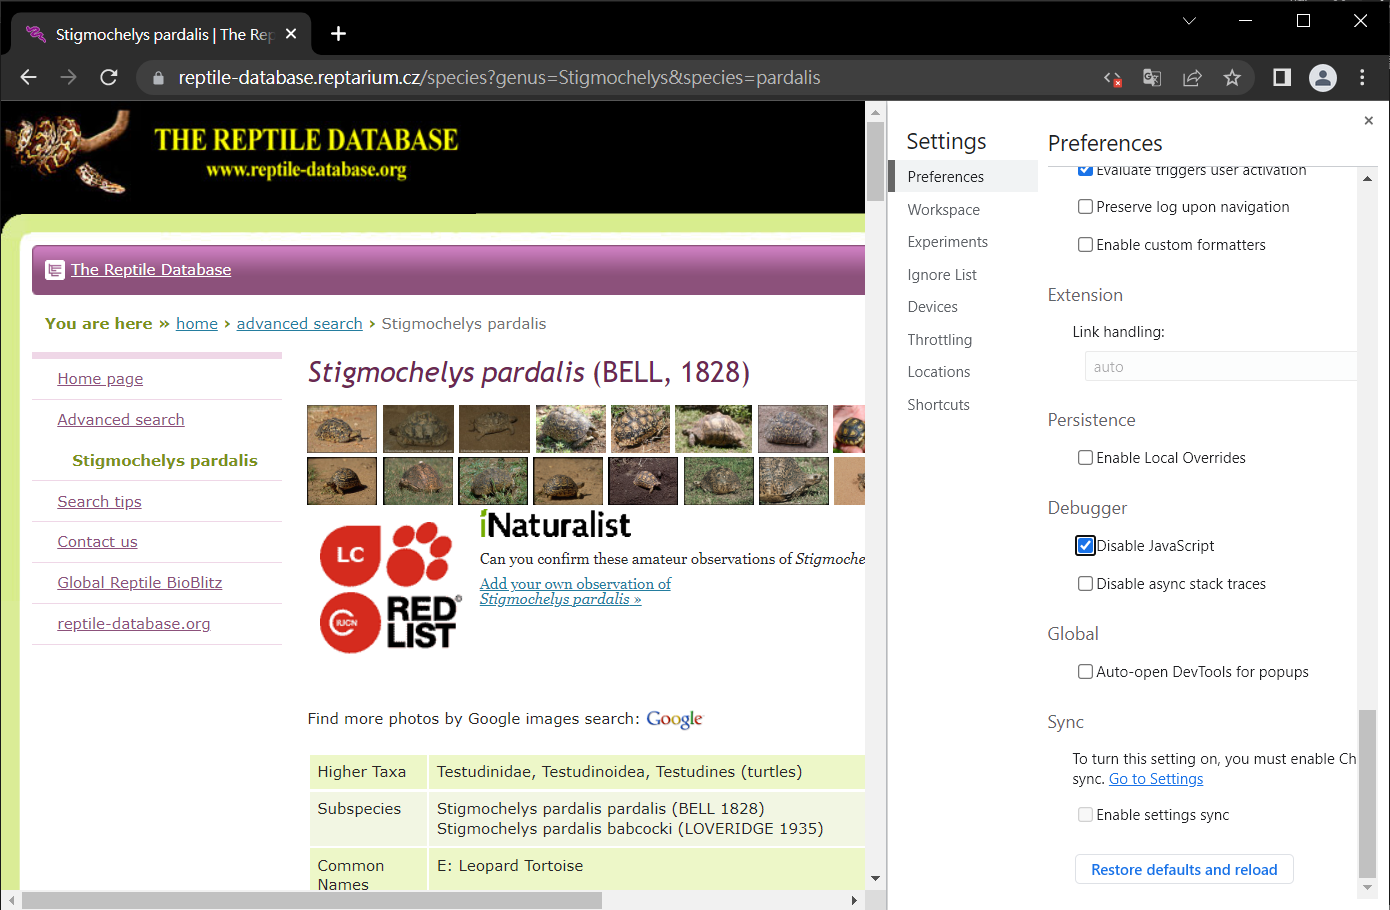 Stigmochelys pardalis | The Rep
reptile-database.reptarium.cz/species?genus=Stigmochelys&species=pardalis
THE REPTILE DATABASE
www.reptile-database.org
The Reptile Database
You are here » home › advanced search › Stigmochelys pardalis
Home page
Advanced search
Stigmochelys pardalis
Search tips
Contact us
Global Reptile BioBlitz
reptile-database.org
Stigmochelys pardalis (BELL, 1828)
LC
IUCN
RED
LIST
iNaturalist
Can you confirm these amateur observations of Stigmoche
Add your own observation of
Stigmochelys pardalis »
Find more photos by Google images search: Google
Higher Taxa Testudinidae, Testudinoidea, Testudines (turtles)
Subspecies Stigmochelys pardalis pardalis (BELL 1828)
Stigmochelys pardalis babcocki (LOVERIDGE 1935)
Common E: Leopard Tortoise
Names
Settings
Preferences
Workspace
Experiments
Ignore List
Devices
Throttling
Locations
Shortcuts
Preferences
Evaluate triggers user activation
Preserve log upon navigation
Enable custom formatters
Extension
Link handling:
auto
Persistence
Enable Local Overrides
Debugger
Disable JavaScript
Disable async stack traces
Global
Auto-open DevTools for popups
Sync
To turn this setting on, you must enable Ch
sync. Go to Settings
Enable settings sync
Restore defaults and reload